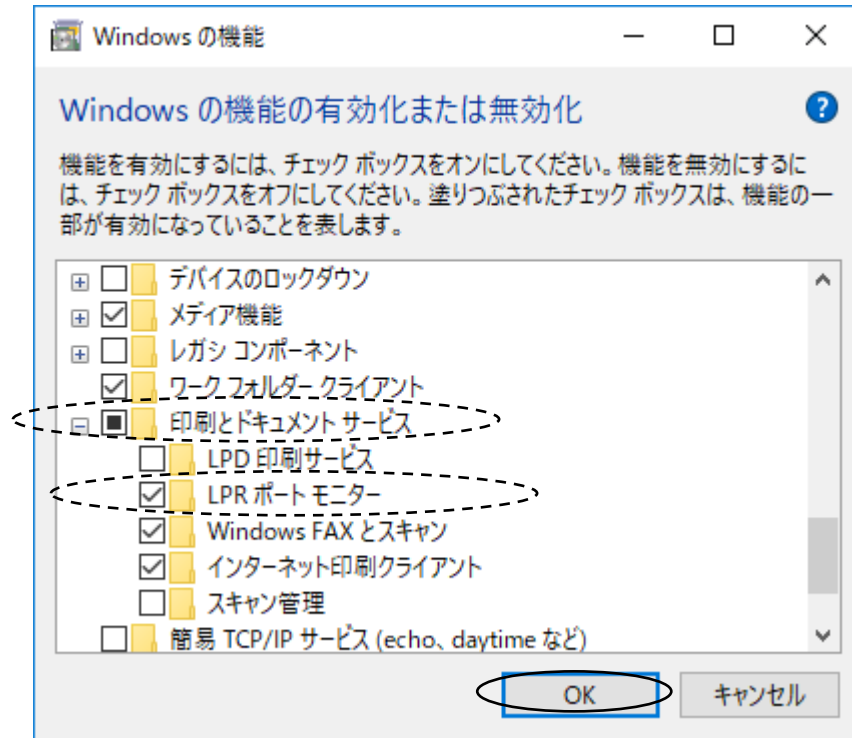 Windows の機能
Windows の機能の有効化または無効化
機能を有効にするには、チェック ボックスをオンにしてください。機能を無効にするに
は、チェック ボックスをオフにしてください。塗りつぶされたチェック ボックスは、機能の一
部が有効になっていることを表します。
デバイスのロックダウン
メディア機能
レガシ コンポーネント
ワーク フォルダー クライアント
印刷とドキュメント サービス
LPD 印刷サービス
LPR ポート モニター
Windows FAX とスキャン
インターネット印刷クライアント
スキャン管理
簡易 TCP/IP サービス (echo、daytime など)
OK
キャンセル